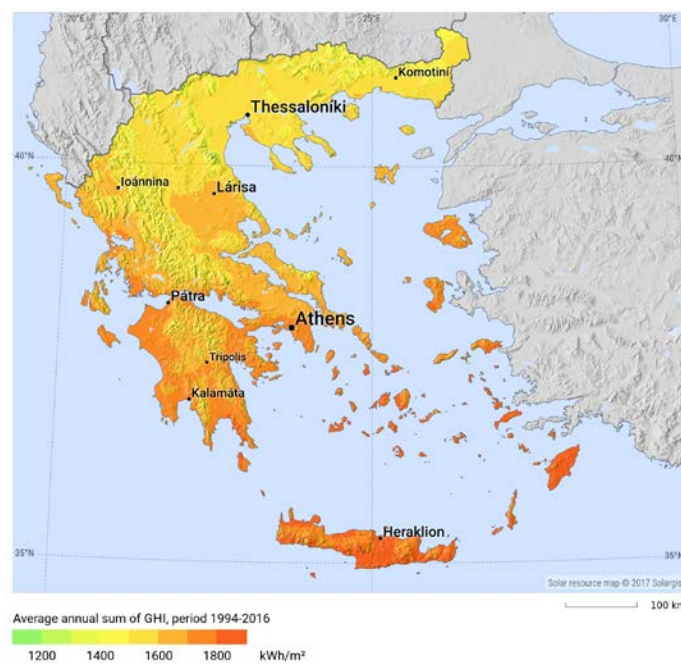 20°E
25°E
30°E
Komotiní
Thessaloníki
40°N
40°N
Ioánnina
Lárisa
Pátra
Athens
Tripolis
Kalamáta
Heraklion
35°N
35°N
Solar resource map © 2017 Solargis
100 km
Average annual sum of GHI, period 1994-2016
1200 1400 1600 1800 kWh/m²